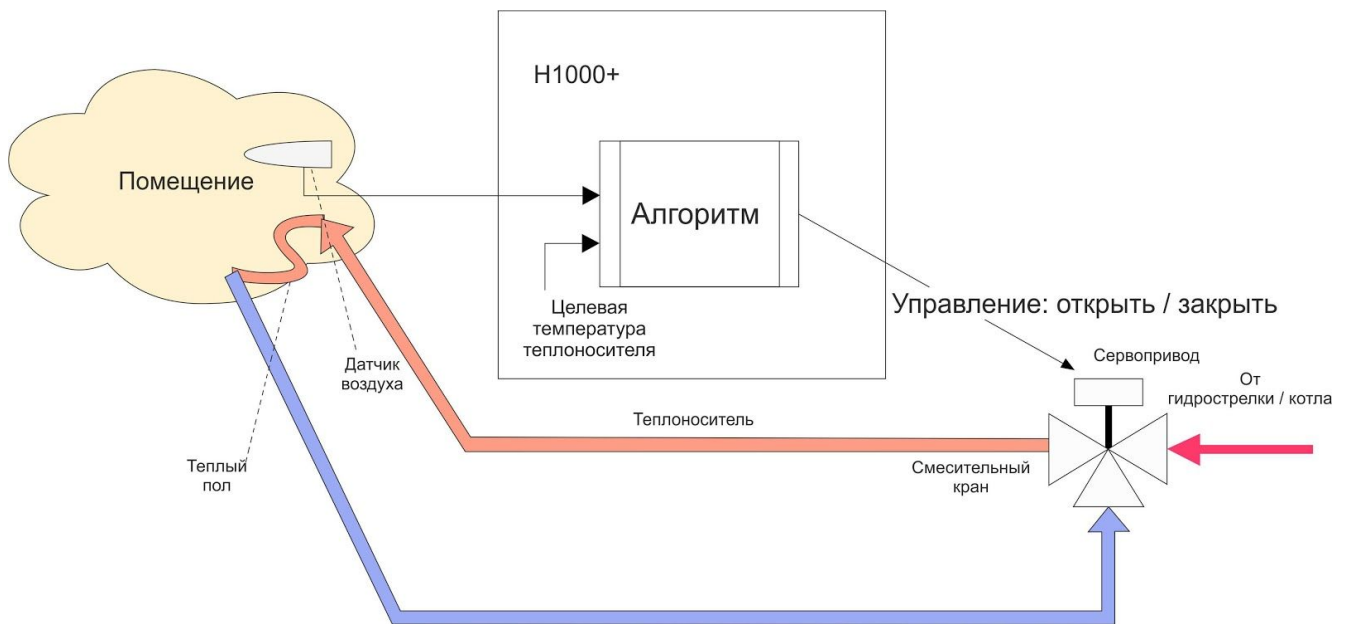 H1000+
Помещение
Алгоритм
Целевая
температура
теплоносителя
Управление: открыть / закрыть
Датчик
воздуха
Сервопривод
От
гидрострелки / котла
Теплоноситель
Теплый
пол
Смесительный
кран